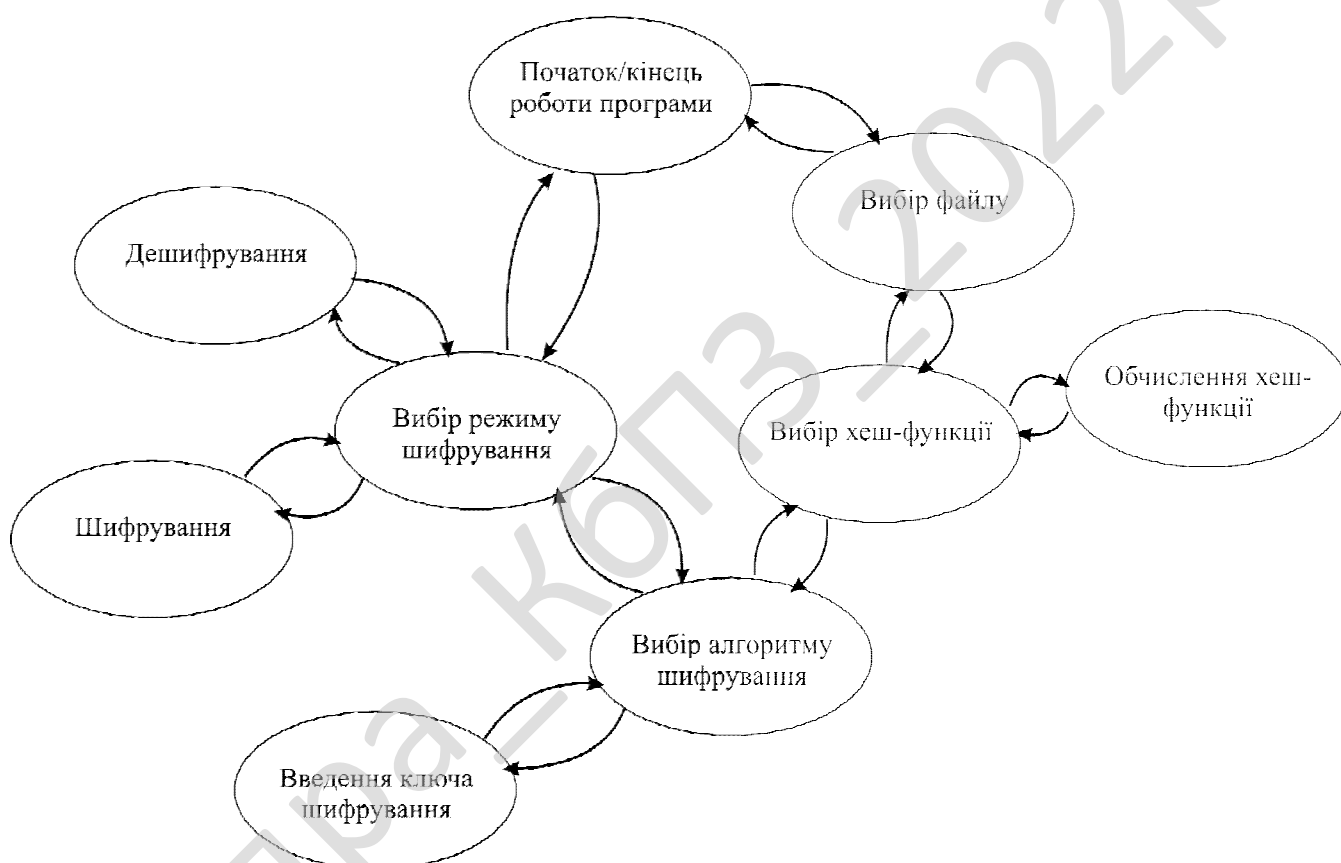 Початок/кінець
роботи програми
Вибір файлу
Дешифрування
Обчислення хеш-
функції
Вибір режиму
шифрування
Вибір хеш-функції
Шифрування
Вибір алгоритму
шифрування
Введення ключа
шифрування
КбПЗ_2022р